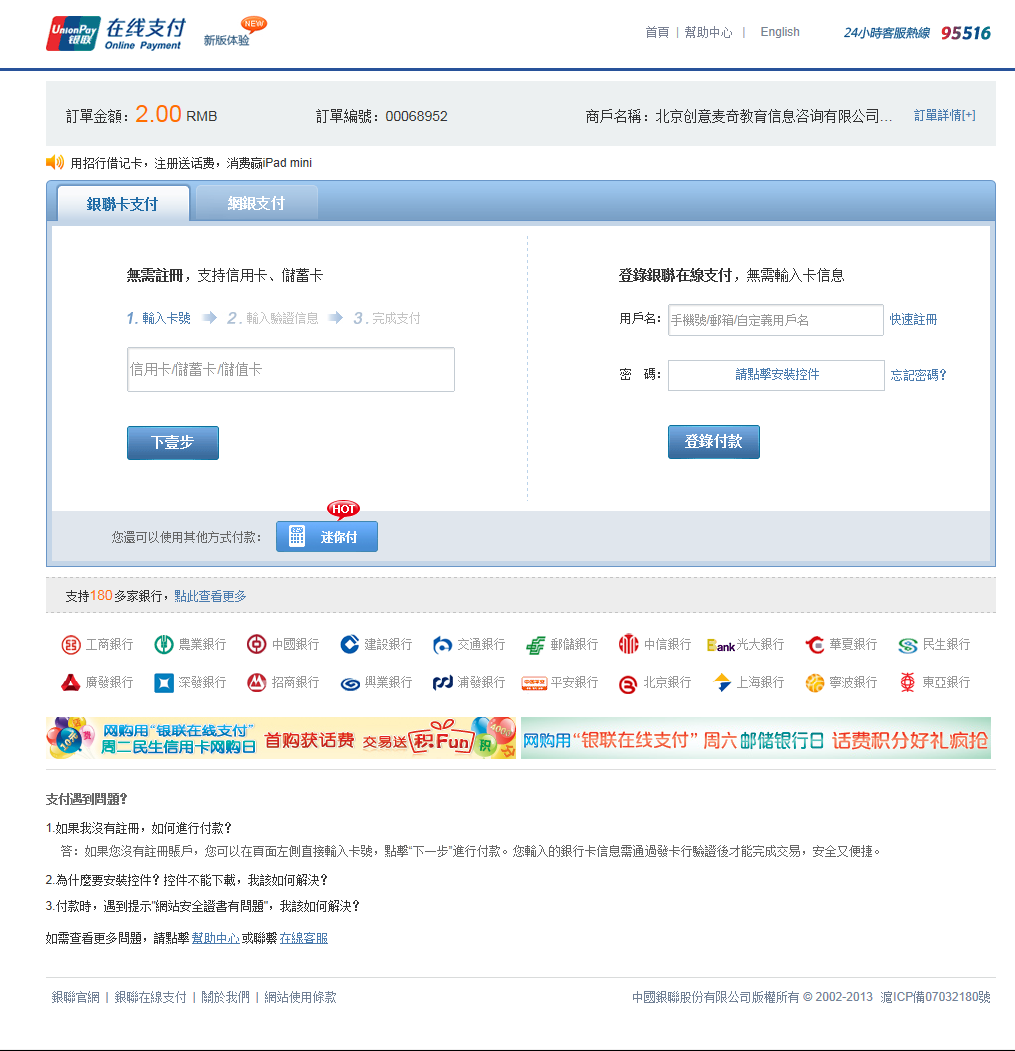 UnionPay 银联 在线支付 Online Payment 新版体验 NEW 首頁 | 幫助中心 | English 24小時客服熱線 95516
訂單金額：2.00 RMB 訂單編號：00068952 商戶名稱：北京创意麦奇教育信息咨询有限公司... 訂單詳情[+]
用招行借记卡，注册送话费，消费赢iPad mini
銀聯卡支付 網銀支付
無需註冊，支持信用卡、儲蓄卡
1. 輸入卡號 2. 輸入驗證信息 3. 完成支付
信用卡/儲蓄卡/儲值卡
下壹步
登錄銀聯在線支付，無需輸入卡信息
用戶名： 手機號/郵箱/自定義用戶名 快速註冊
密 碼： 請點擊安裝控件 忘記密碼?
登錄付款
HOT
您還可以使用其他方式付款： 迷你付
支持180多家銀行，點此查看更多
工商銀行 農業銀行 中國銀行 建設銀行 交通銀行 郵儲銀行 中信銀行 Bank光大銀行 華夏銀行 民生銀行
廣發銀行 深發銀行 招商銀行 興業銀行 浦發銀行 平安銀行 北京銀行 上海銀行 寧波銀行 東亞銀行
网购用“银联在线支付”
周二民生信用卡网购日 首购获话费 交易送积Fun
网购用“银联在线支付”周六邮储银行日 话费积分好礼疯抢
支付遇到問題?
1.如果我沒有註冊，如何進行付款?
答：如果您沒有註冊賬戶，您可以在頁面左側直接輸入卡號，點擊“下一步”進行付款。您輸入的銀行卡信息需通過發卡行驗證後才能完成交易，安全又便捷。
2.為什麼要安裝控件? 控件不能下載，我該如何解決?
3.付款時，遇到提示"網站安全證書有問題"，我該如何解決?
如需查看更多問題，請點擊 幫助中心 或聯繫 在線客服
銀聯官網 | 銀聯在線支付 | 關於我們 | 網站使用條款 中國銀聯股份有限公司版權所有 © 2002-2013 滬ICP備07032180號